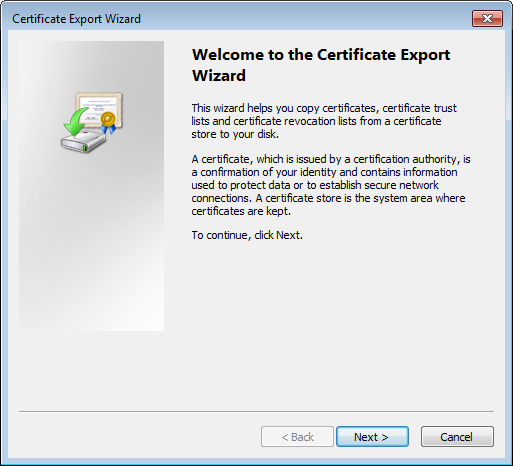 Certificate Export Wizard
Welcome to the Certificate Export
Wizard
This wizard helps you copy certificates, certificate trust
lists and certificate revocation lists from a certificate
store to your disk.
A certificate, which is issued by a certification authority, is
a confirmation of your identity and contains information
used to protect data or to establish secure network
connections. A certificate store is the system area where
certificates are kept.
To continue, click Next.
< Back
Next >
Cancel